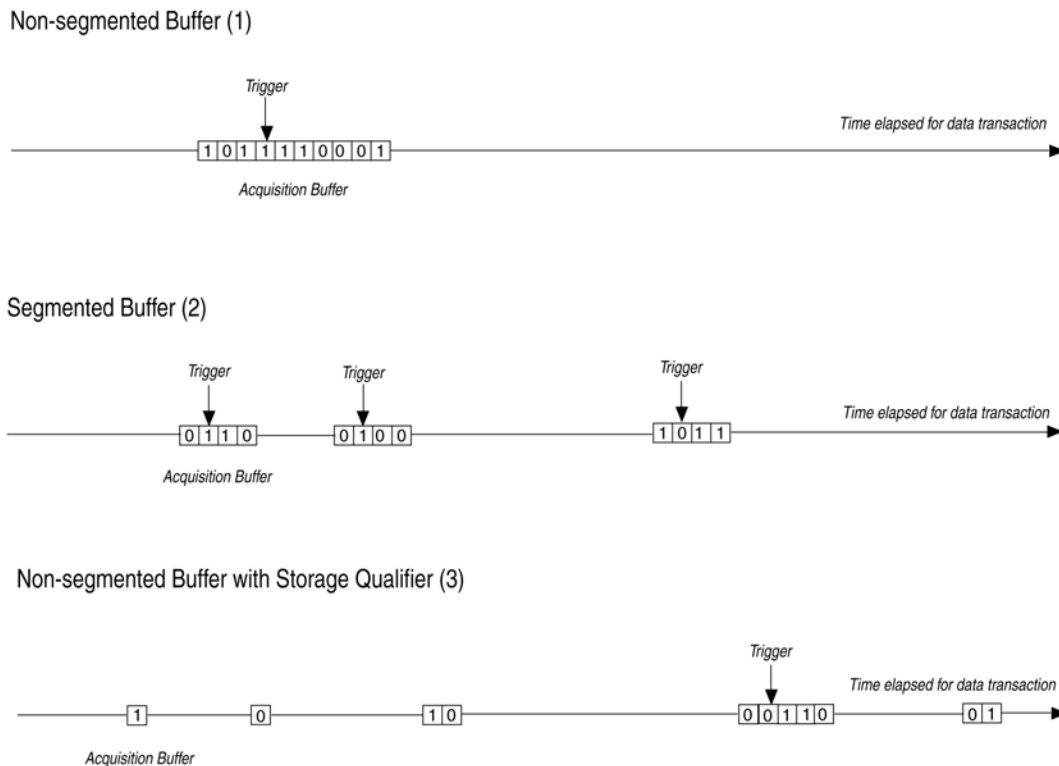 Non-segmented Buffer (1)
Trigger
Time elapsed for data transaction
1 0 1 1 1 1 0 0 0 1
Acquisition Buffer
Segmented Buffer (2)
Trigger Trigger Trigger
Time elapsed for data transaction
0 1 1 0 0 1 0 0 1 0 1 1
Acquisition Buffer
Non-segmented Buffer with Storage Qualifier (3)
Trigger
Time elapsed for data transaction
1 0 1 0 0 0 1 1 0 0 1
Acquisition Buffer